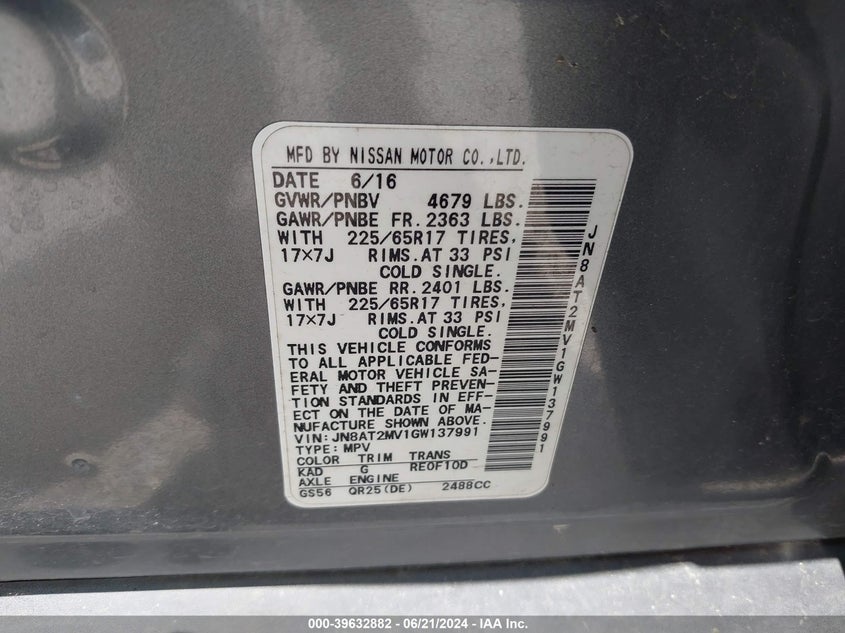 MFD BY NISSAN MOTOR CO.,LTD.
DATE 6/16
GVWR/PNBV 4679 LBS.
GAWR/PNBE FR. 2363 LBS.
WITH 225/65R17 TIRES,
17×7J RIMS.AT 33 PSI
COLD SINGLE.
GAWR/PNBE RR. 2401 LBS.
WITH 225/65R17 TIRES,
17×7J RIMS.AT 33 PSI
COLD SINGLE.
THIS VEHICLE CONFORMS
TO ALL APPLICABLE FED-
ERAL MOTOR VEHICLE SA-
FETY AND THEFT PREVEN-
TION STANDARDS IN EFF-
ECT ON THE DATE OF MA-
NUFACTURE SHOWN ABOVE.
VIN:JN8AT2MV1GW137991
TYPE:MPV
COLOR TRIM TRANS
KAD G RE0F10D
AXLE ENGINE
GS56 QR25(DE) 2488CC
JN8AT2MV1GW137991
000-39632882 - 06/21/2024 - IAA Inc.